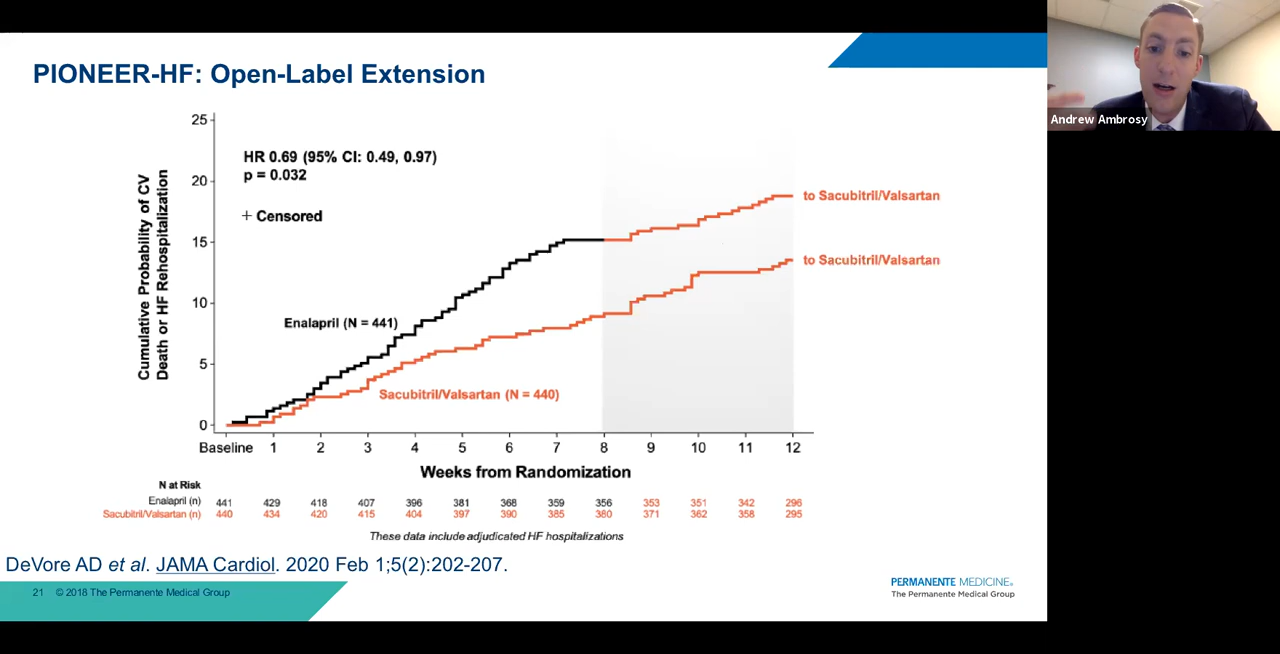 PIONEER-HF: Open-Label Extension
Andrew Ambrosy
25
20
15
10
5
0
Cumulative Probability of CV
Death or HF Rehospitalization
HR 0.69 (95% CI: 0.49, 0.97)
p = 0.032
+ Censored
to Sacubitril/Valsartan
to Sacubitril/Valsartan
Enalapril (N = 441)
Sacubitril/Valsartan (N = 440)
Baseline 1 2 3 4 5 6 7 8 9 10 11 12
Weeks from Randomization
N at Risk
Enalapril (n) 441 429 418 407 396 381 368 359 356 353 351 342 296
Sacubitril/Valsartan (n) 440 434 420 415 404 397 390 385 380 371 362 358 295
These data include adjudicated HF hospitalizations
DeVore AD et al. JAMA Cardiol. 2020 Feb 1;5(2):202-207.
21 © 2018 The Permanente Medical Group
PERMANENTE MEDICINE®
The Permanente Medical Group